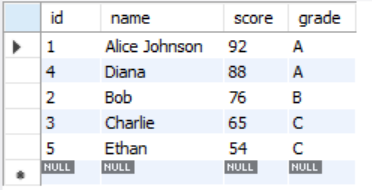 id name score grade
1 Alice Johnson 92 A
4 Diana 88 A
2 Bob 76 B
3 Charlie 65 C
5 Ethan 54 C
NULL NULL NULL NULL